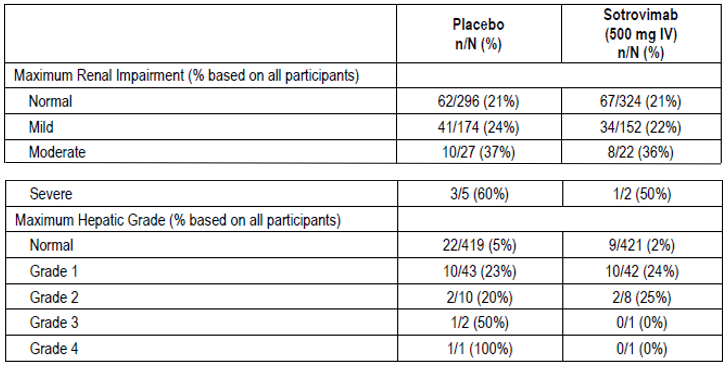 Placebo
n/N (%)
Sotrovimab
(500 mg IV)
n/N (%)
Maximum Renal Impairment (% based on all participants)
Normal 62/296 (21%) 67/324 (21%)
Mild 41/174 (24%) 34/152 (22%)
Moderate 10/27 (37%) 8/22 (36%)
Severe 3/5 (60%) 1/2 (50%)
Maximum Hepatic Grade (% based on all participants)
Normal 22/419 (5%) 9/421 (2%)
Grade 1 10/43 (23%) 10/42 (24%)
Grade 2 2/10 (20%) 2/8 (25%)
Grade 3 1/2 (50%) 0/1 (0%)
Grade 4 1/1 (100%) 0/1 (0%)